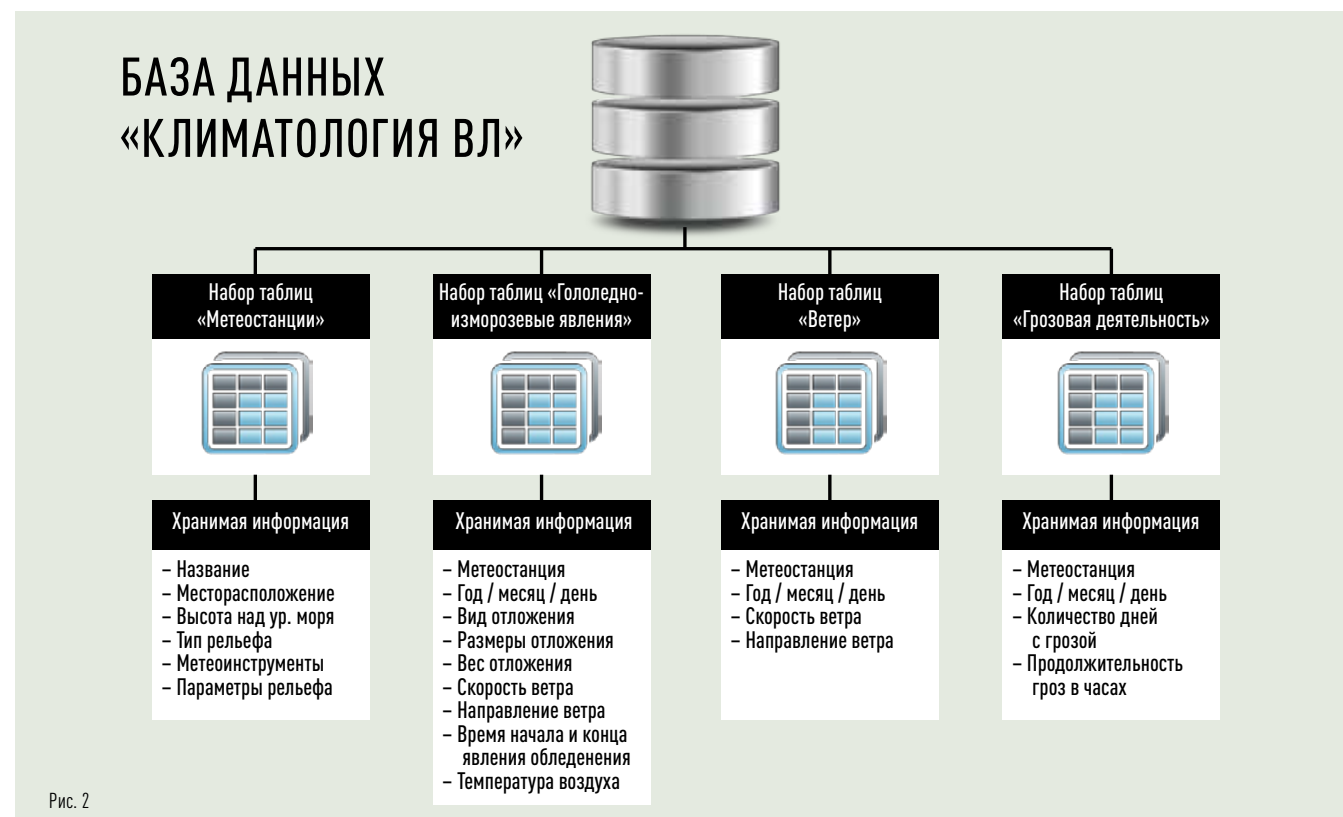 БАЗА ДАННЫХ
«КЛИМАТОЛОГИЯ ВЛ»
Набор таблиц
«Метеостанции»
Набор таблиц «Гололедно-
изморозевые явления»
Набор таблиц
«Ветер»
Набор таблиц
«Грозовая деятельность»
Хранимая информация
– Название
– Месторасположение
– Высота над ур. моря
– Тип рельефа
– Метеоинструменты
– Параметры рельефа
Хранимая информация
– Метеостанция
– Год / месяц / день
– Вид отложения
– Размеры отложения
– Вес отложения
– Скорость ветра
– Направление ветра
– Время начала и конца
явления обледенения
– Температура воздуха
Хранимая информация
– Метеостанция
– Год / месяц / день
– Скорость ветра
– Направление ветра
Хранимая информация
– Метеостанция
– Год / месяц / день
– Количество дней
с грозой
– Продолжительность
гроз в часах
Рис. 2